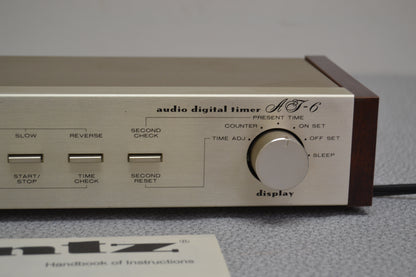 audio digital timer AT-6
PRESENT TIME
COUNTER
ON SET
TIME ADJ.
OFF SET
SLEEP
display
SLOW
REVERSE
SECOND
CHECK
START/
STOP
TIME
CHECK
SECOND
RESET
ntz®
Handbook of Instructions